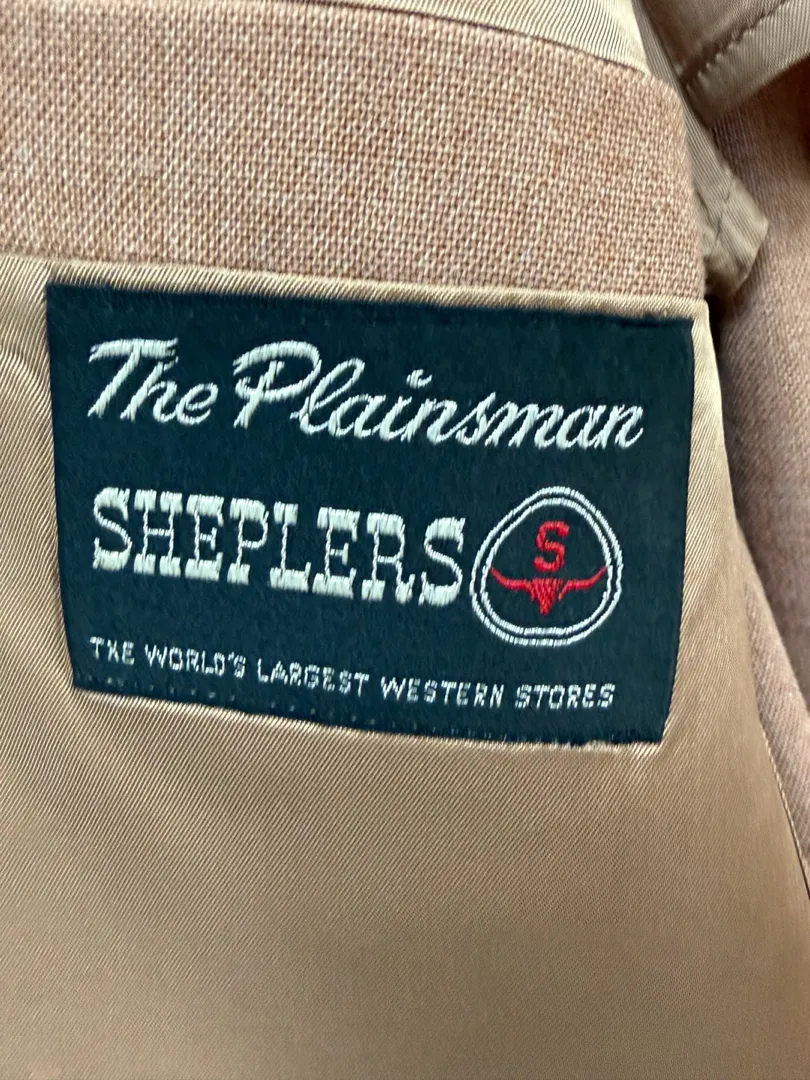 The Plainsman
SHEPLERS
S
THE WORLD'S LARGEST WESTERN STORES